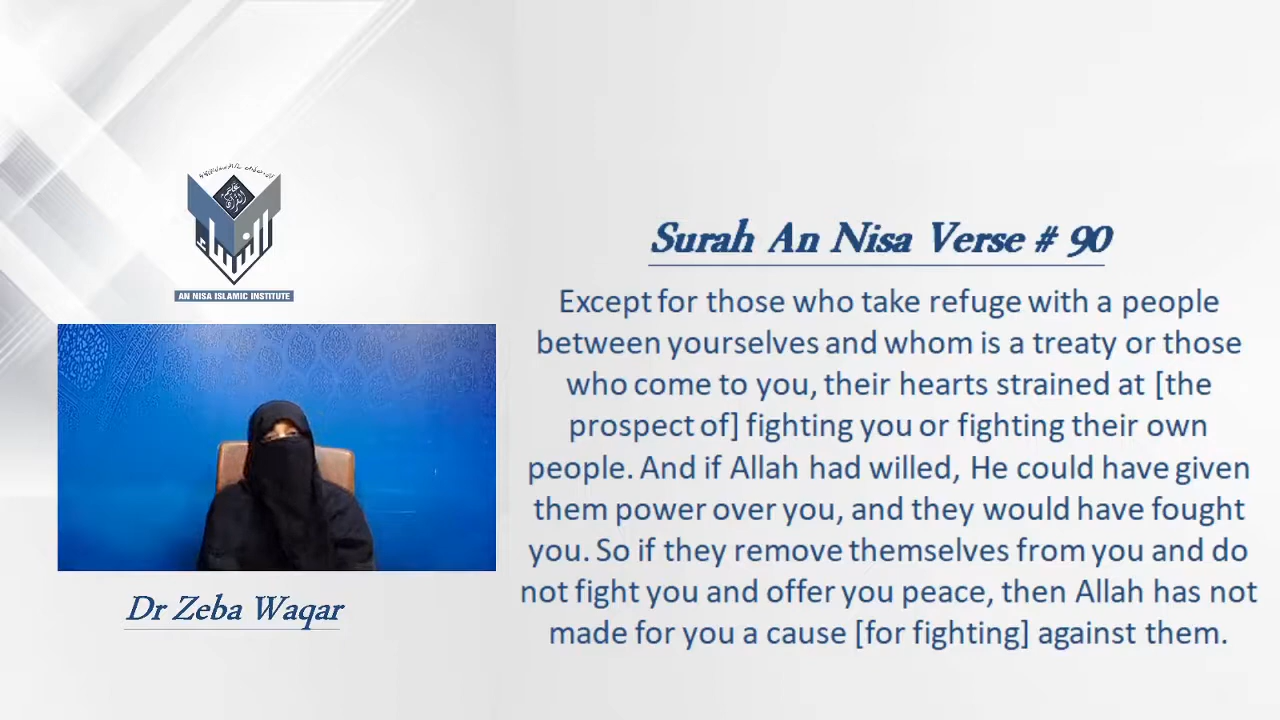 النساء
AN NISA ISLAMIC INSTITUTE
Dr Zeba Waqar
Surah An Nisa Verse # 90
Except for those who take refuge with a people
between yourselves and whom is a treaty or those
who come to you, their hearts strained at [the
prospect of] fighting you or fighting their own
people. And if Allah had willed, He could have given
them power over you, and they would have fought
you. So if they remove themselves from you and do
not fight you and offer you peace, then Allah has not
made for you a cause [for fighting] against them.